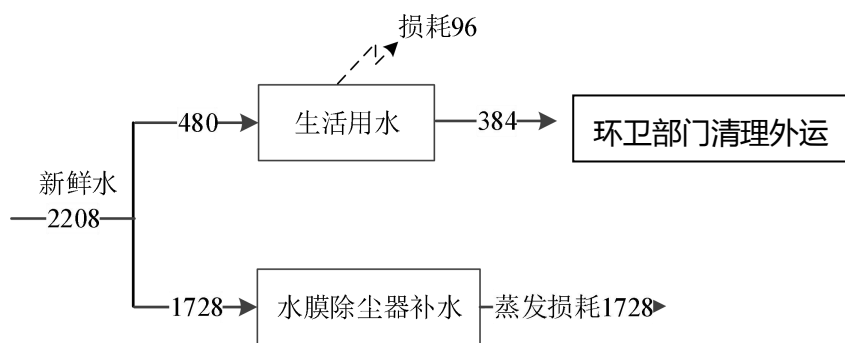 损耗96
480
生活用水
384
环卫部门清理外运
新鲜水
2208
1728
水膜除尘器补水
蒸发损耗1728